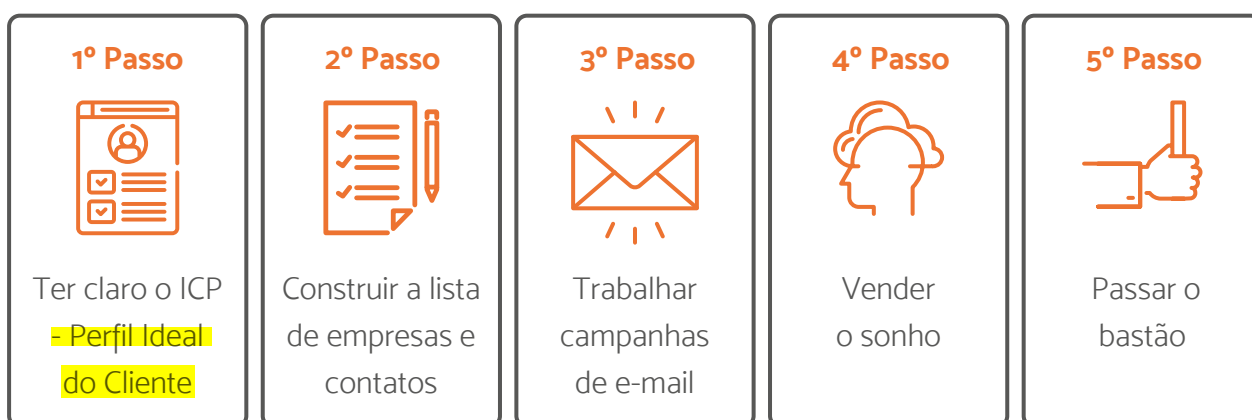 1º Passo
Ter claro o ICP
- Perfil Ideal
do Cliente
2º Passo
Construir a lista
de empresas e
contatos
3º Passo
Trabalhar
campanhas
de e-mail
4º Passo
Vender
o sonho
5º Passo
Passar o
bastão